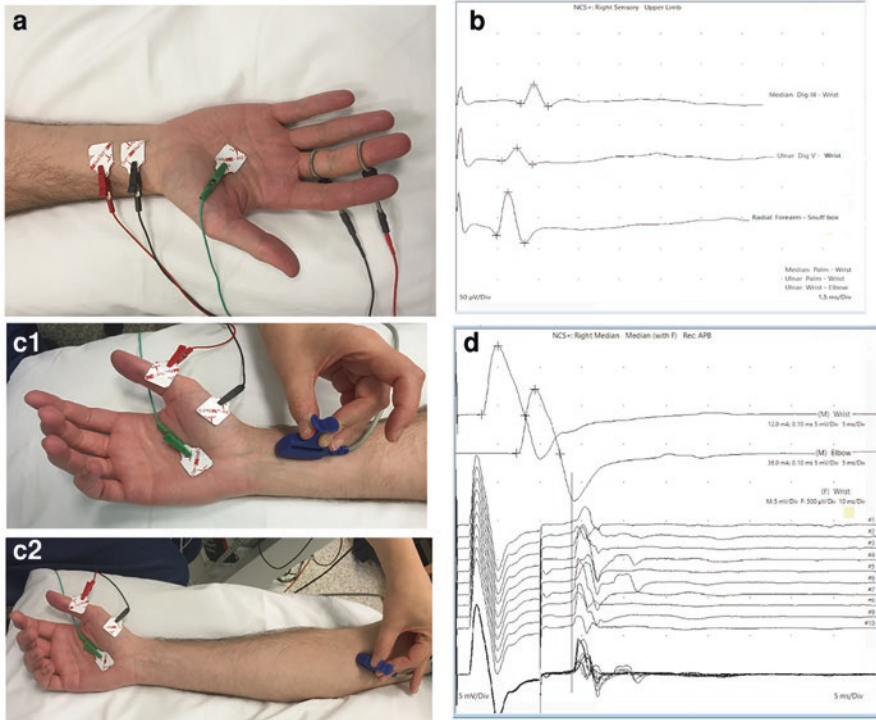 a
b
NCS+: Right Sensory Upper Limb
Median Dig III - Wrist
Ulnar Dig V - Wrist
Radial Forearm - Snuff box
Median Palm - Wrist
Ulnar Palm - Wrist
Ulnar Wrist - Elbow
50 µV/Div
1.5 ms/Div
c1
c2
d
NCS+: Right Median Median (with F) Rec: APB
(M) Wrist
12.0 mA; 0.10 ms 5 mV/Div 5 ms/Div
(M) Elbow
36.0 mA; 0.10 ms 5 mV/Div 5 ms/Div
(F) Wrist
M:5 mV/Div F: 500 µV/Div 10 ms/Div
#1
#2
#3
#4
#5
#6
#7
#8
#9
#10
5 mV/Div
5 ms/Div